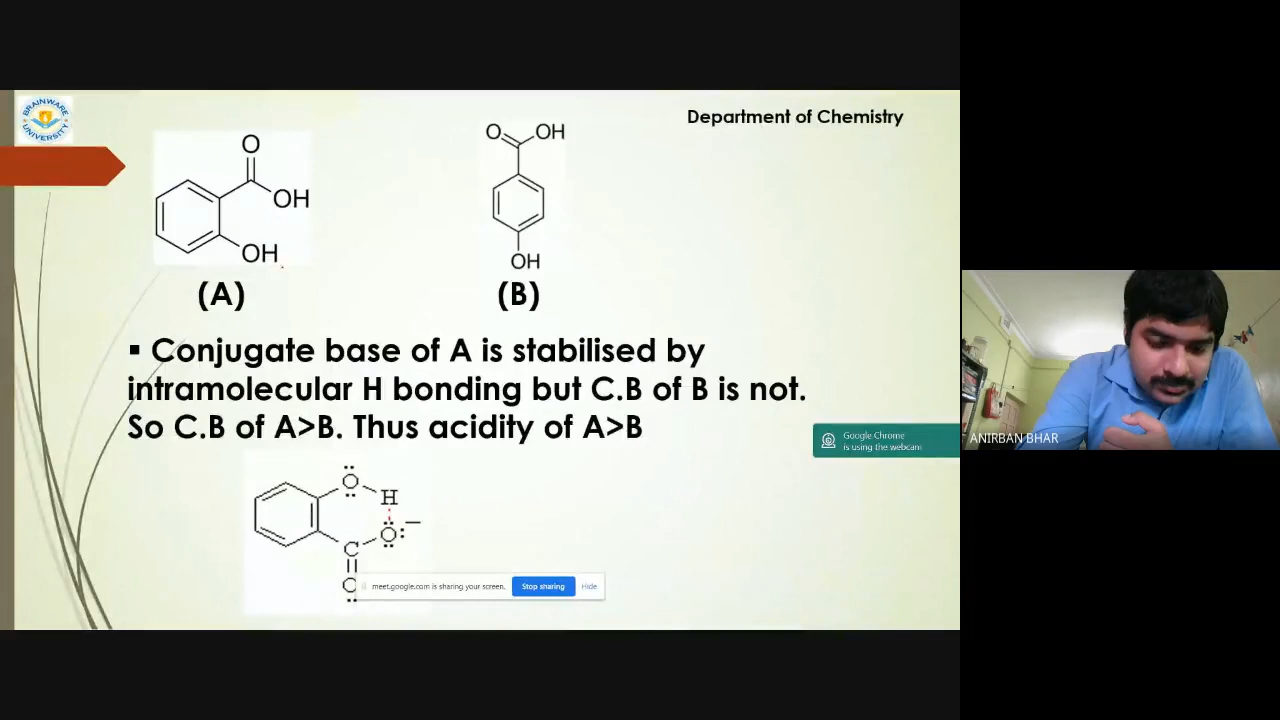 BRAINWARE UNIVERSITY
Department of Chemistry
O
OH
OH
O
OH
OH
(A)
(B)
▪ Conjugate base of A is stabilised by
intramolecular H bonding but C.B of B is not.
So C.B of A>B. Thus acidity of A>B
Google Chrome
is using the webcam
ANIRBAN BHAR
O
H
O
–
C
O
meet.google.com is sharing your screen.
Stop sharing
Hide